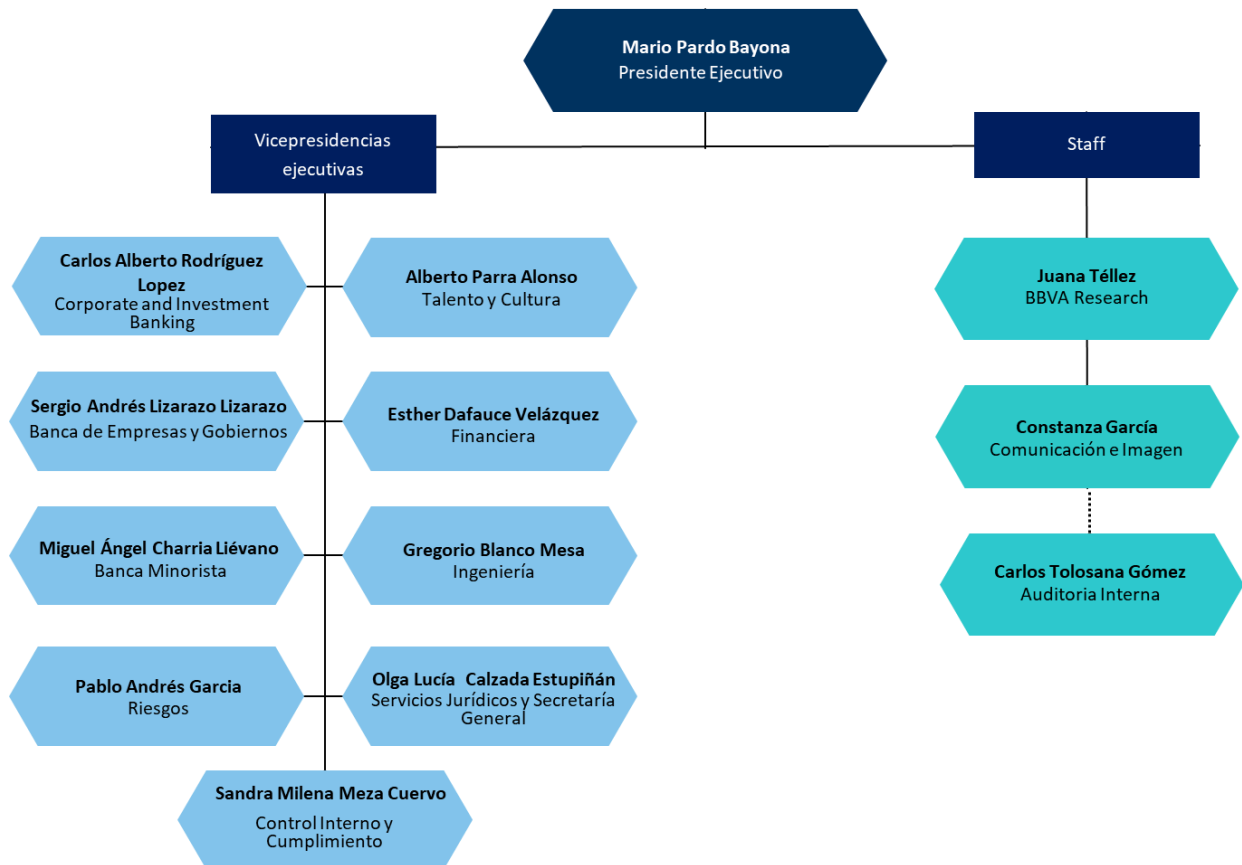 Mario Pardo Bayona
Presidente Ejecutivo
Vicepresidencias
ejecutivas
Staff
Carlos Alberto Rodríguez
Lopez
Corporate and Investment
Banking
Alberto Parra Alonso
Talento y Cultura
Juana Téllez
BBVA Research
Sergio Andrés Lizarazo Lizarazo
Banca de Empresas y Gobiernos
Esther Dafauce Velázquez
Financiera
Constanza García
Comunicación e Imagen
Miguel Ángel Charria Liévano
Banca Minorista
Gregorio Blanco Mesa
Ingeniería
Carlos Tolosana Gómez
Auditoria Interna
Pablo Andrés Garcia
Riesgos
Olga Lucía Calzada Estupiñán
Servicios Jurídicos y Secretaría
General
Sandra Milena Meza Cuervo
Control Interno y
Cumplimiento